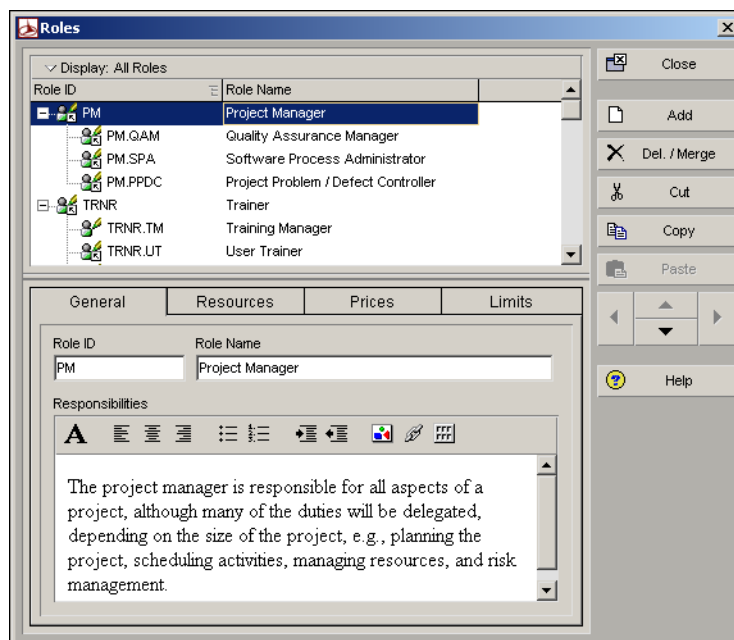 Roles
Display: All Roles
Role ID Role Name
PM Project Manager
PM.QAM Quality Assurance Manager
PM.SPA Software Process Administrator
PM.PPDC Project Problem / Defect Controller
TRNR Trainer
TRNR.TM Training Manager
TRNR.UT User Trainer
Close
Add
Del. / Merge
Cut
Copy
Paste
Help
General Resources Prices Limits
Role ID Role Name
PM Project Manager
Responsibilities
A
The project manager is responsible for all aspects of a
project, although many of the duties will be delegated,
depending on the size of the project, e.g., planning the
project, scheduling activities, managing resources, and risk
management.